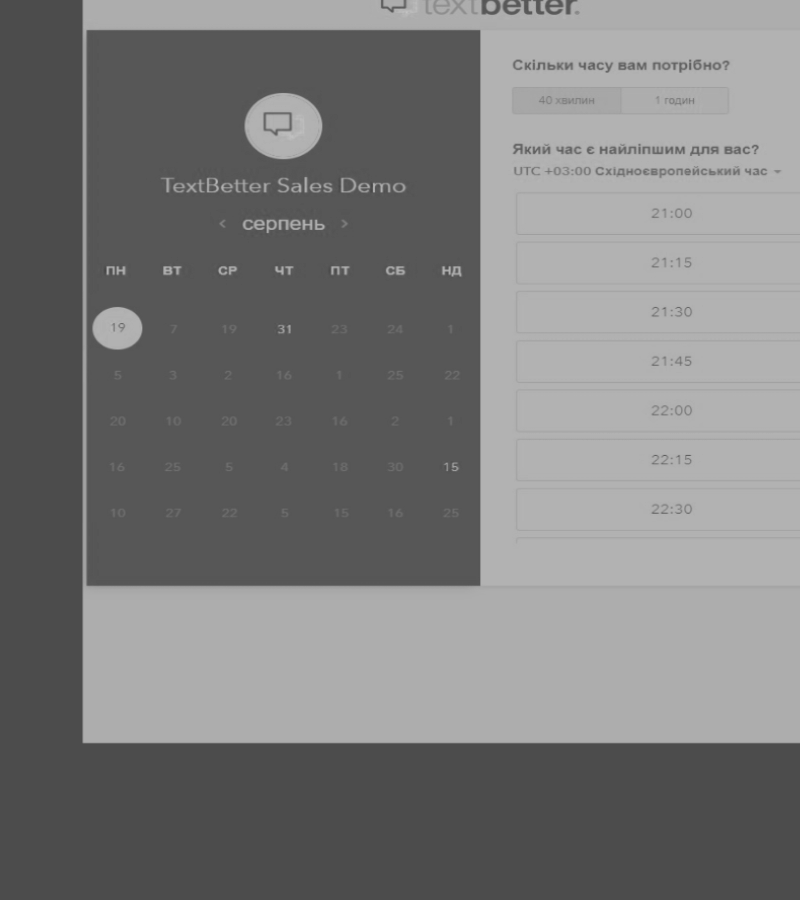 textbetter.
TextBetter Sales Demo
серпень
ПН ВТ СР ЧТ ПТ СБ НД
19 7 19 31 23 24 1
5 3 2 16 1 25 22
20 10 20 23 16 2 1
16 25 5 4 18 30 15
10 27 22 5 15 16 25
Скільки часу вам потрібно?
40 хвилин 1 годин
Який час є найліпшим для вас?
UTC +03:00 Східноєвропейський час
21:00
21:15
21:30
21:45
22:00
22:15
22:30